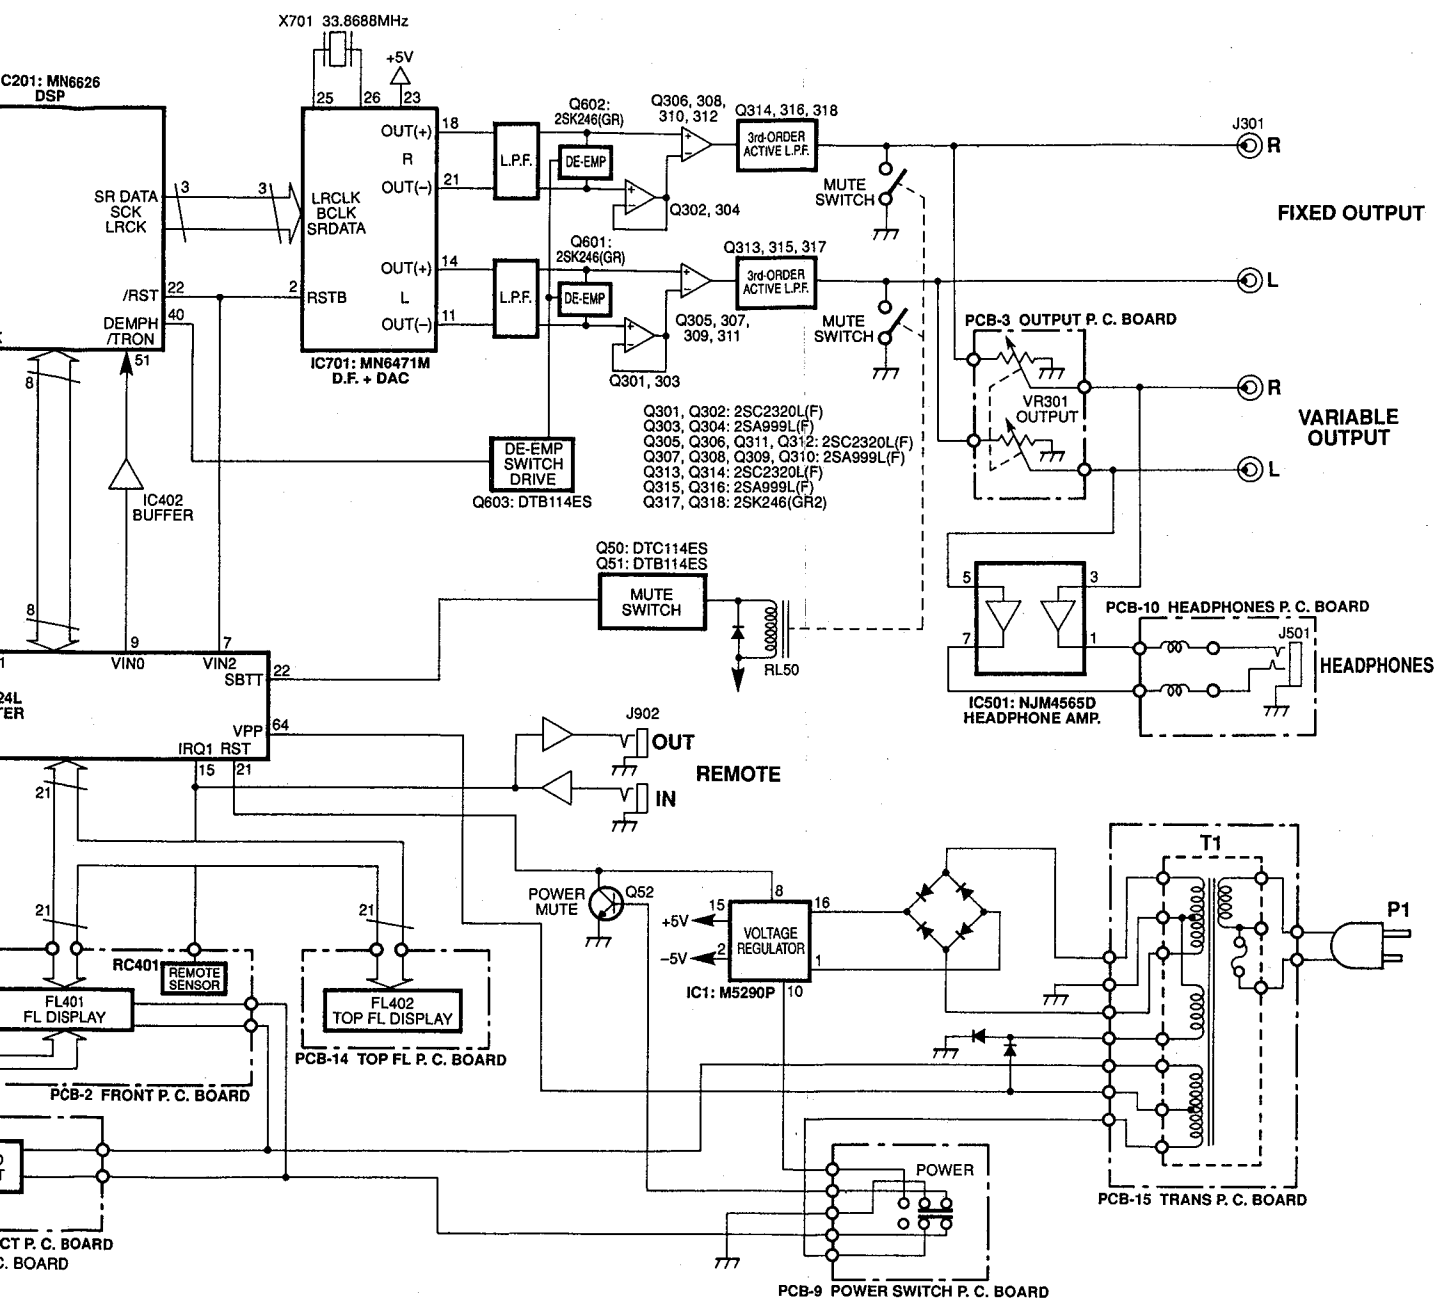 X701 33.8688MHz
+5V
C201: MN6626
DSP
25
26
23
Q602:
2SK246(GR)
Q306, 308,
310, 312
Q314, 316, 318
J301
R
OUT(+)
18
R
OUT(–)
21
L.P.F.
DE-EMP
3rd-ORDER
ACTIVE L.P.F.
MUTE
SWITCH
Q302, 304
SR DATA
SCK
LRCK
3
3
LRCLK
BCLK
SRDATA
FIXED OUTPUT
Q601:
2SK246(GR)
Q313, 315, 317
OUT(+)
14
L
OUT(–)
11
L.P.F.
DE-EMP
3rd-ORDER
ACTIVE L.P.F.
L
/RST
22
2
RSTB
DEMPH
40
/TRON
51
Q305, 307,
309, 311
MUTE
SWITCH
PCB-3 OUTPUT P. C. BOARD
IC701: MN6471M
D.F. + DAC
Q301, 303
8
VR301
OUTPUT
R
VARIABLE
OUTPUT
L
Q301, Q302: 2SC2320L(F)
Q303, Q304: 2SA999L(F)
Q305, Q306, Q311, Q312: 2SC2320L(F)
Q307, Q308, Q309, Q310: 2SA999L(F)
Q313, Q314: 2SC2320L(F)
Q315, Q316: 2SA999L(F)
Q317, Q318: 2SK246(GR2)
DE-EMP
SWITCH
DRIVE
Q603: DTB114ES
IC402
BUFFER
Q50: DTC114ES
Q51: DTB114ES
MUTE
SWITCH
RL50
5
3
7
1
IC501: NJM4565D
HEADPHONE AMP.
PCB-10 HEADPHONES P. C. BOARD
J501
HEADPHONES
8
9
7
1
VIN0
VIN2
SBTT
22
24L
TER
VPP
64
IRQ1 RST
15
21
J902
OUT
REMOTE
IN
21
T1
P1
POWER
MUTE
Q52
8
15
16
+5V
VOLTAGE
REGULATOR
2
–5V
1
IC1: M5290P
10
21
21
RC401
REMOTE
SENSOR
FL401
FL DISPLAY
FL402
TOP FL DISPLAY
PCB-14 TOP FL P. C. BOARD
PCB-2 FRONT P. C. BOARD
POWER
PCB-15 TRANS P. C. BOARD
CT P. C. BOARD
C. BOARD
PCB-9 POWER SWITCH P. C. BOARD